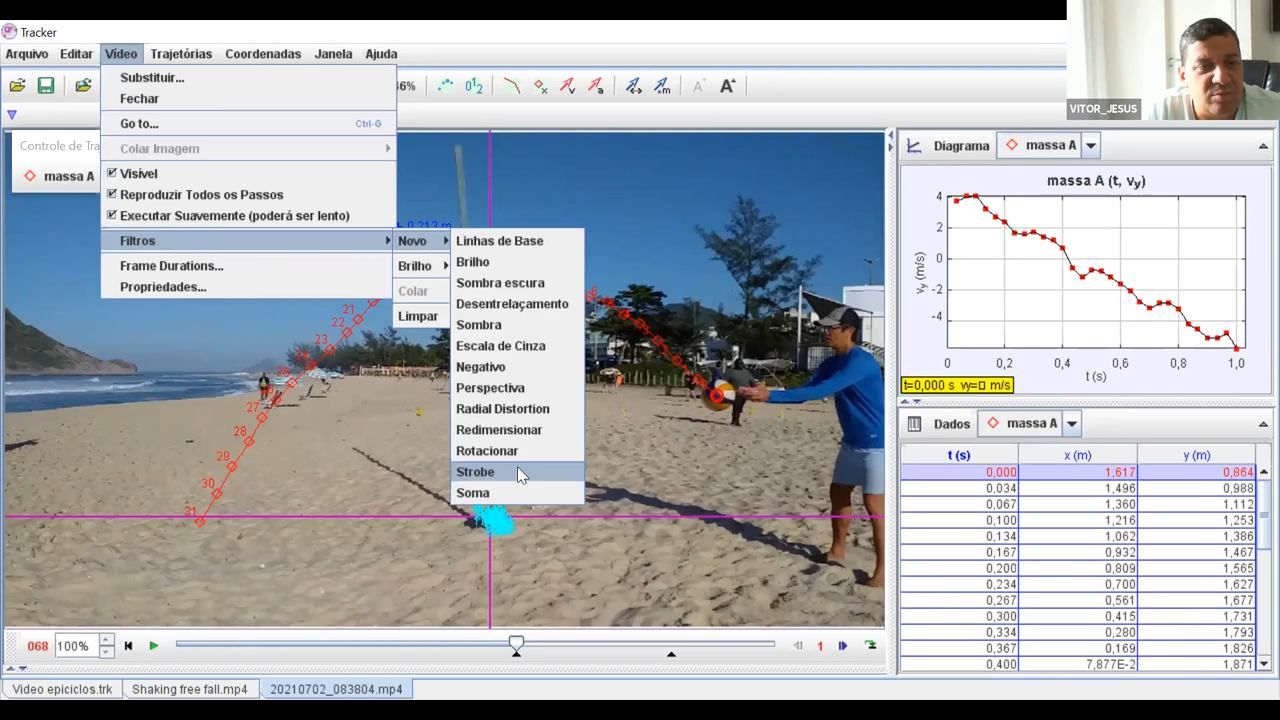 Tracker
Arquivo Editar Vídeo Trajetórias Coordenadas Janela Ajuda
VITOR_JESUS
Substituir...
Fechar
Go to... Ctrl-G
Colar Imagem
Visível
Reproduzir Todos os Passos
Executar Suavemente (poderá ser lento)
Filtros
Frame Durations...
Propriedades...
Novo
Brilho
Colar
Limpar
Linhas de Base
Brilho
Sombra escura
Desentrelaçamento
Sombra
Escala de Cinza
Negativo
Perspectiva
Radial Distortion
Redimensionar
Rotacionar
Strobe
Soma
Controle de Tra
massa A
21
22
23
27
28
29
30
31
Diagrama massa A
massa A (t, vy)
4
2
0
-2
-4
vy (m/s)
0 0,2 0,4 0,6 0,8 1,0
t (s)
t=0,000 s vy=□ m/s
Dados massa A
t (s) x (m) y (m)
0,000 1,617 0,864
0,034 1,496 0,988
0,067 1,360 1,112
0,100 1,216 1,253
0,134 1,062 1,386
0,167 0,932 1,467
0,200 0,809 1,565
0,234 0,700 1,627
0,267 0,561 1,677
0,300 0,415 1,731
0,334 0,280 1,793
0,367 0,169 1,826
0,400 7,877E-2 1,871
068 100% 1
Video epiciclos.trk Shaking free fall.mp4 20210702_083804.mp4